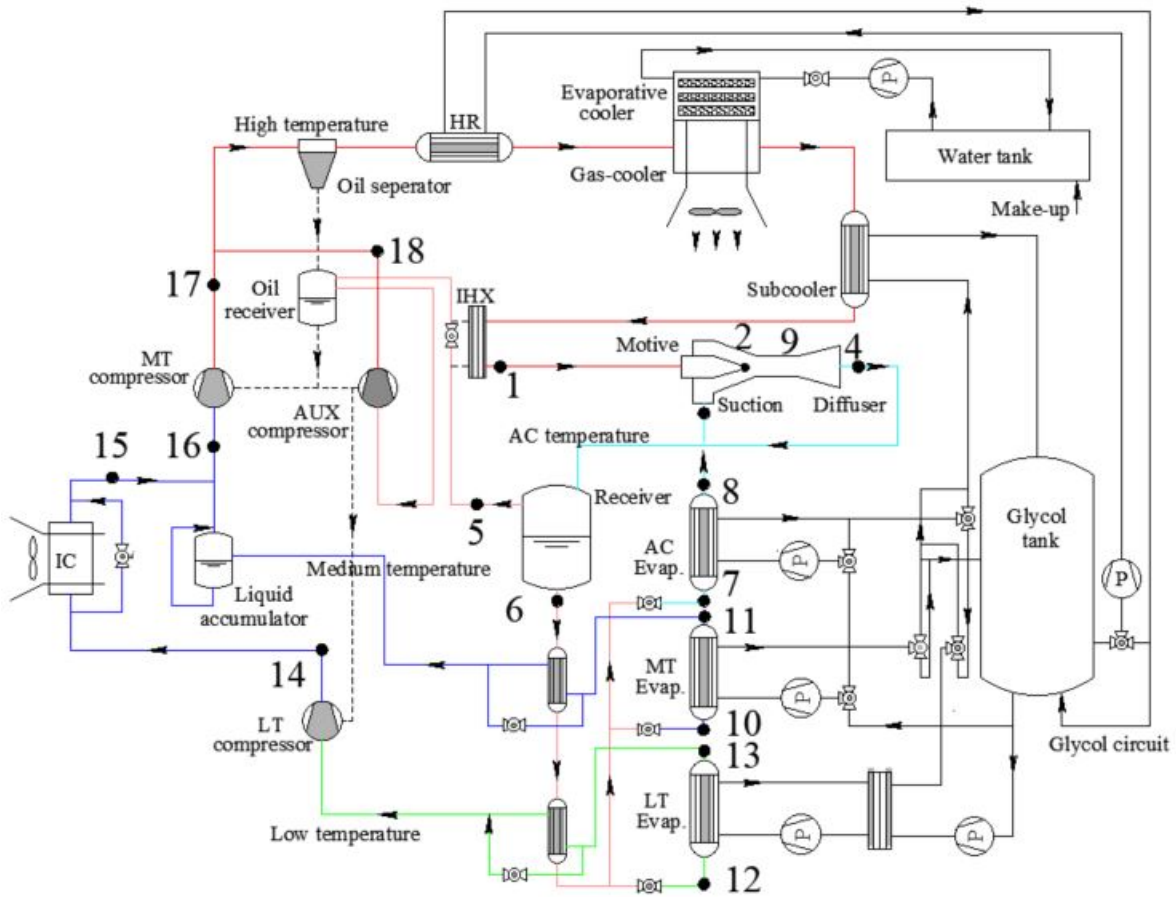 HR
Evaporative
cooler
P
High temperature
Water tank
Oil seperator
Gas-cooler
Make-up
18
17
Oil
receiver
IHX
Subcooler
MT
compressor
Motive
2
9
4
1
AUX
compressor
Suction
Diffuser
15
16
AC temperature
8
Receiver
5
Glycol
tank
IC
Medium temperature
AC
Evap.
P
P
Liquid
accumulator
6
7
11
14
MT
Evap.
P
10
LT
compressor
13
Glycol circuit
LT
Evap.
Low temperature
P
P
12